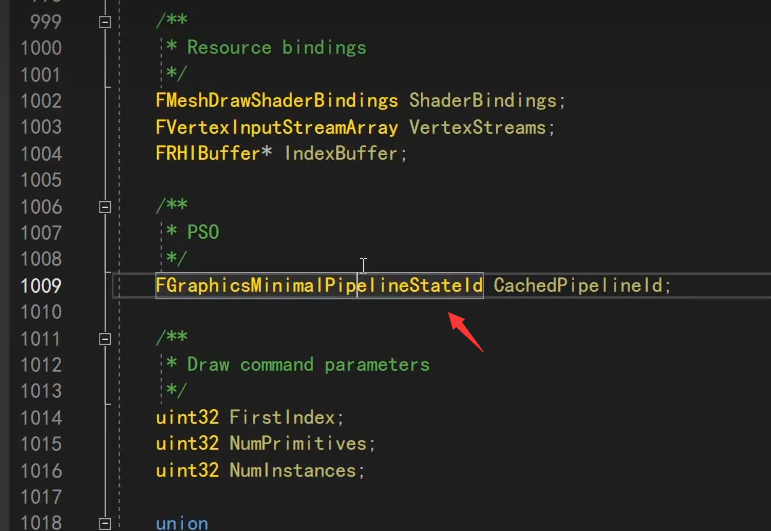 999 /**
1000 * Resource bindings
1001 */
1002 FMeshDrawShaderBindings ShaderBindings;
1003 FVertexInputStreamArray VertexStreams;
1004 FRHIBuffer* IndexBuffer;
1005
1006 /**
1007 * PSO
1008 */
1009 FGraphicsMinimalPipelineStateId CachedPipelineId;
1010
1011 /**
1012 * Draw command parameters
1013 */
1014 uint32 FirstIndex;
1015 uint32 NumPrimitives;
1016 uint32 NumInstances;
1017
1018 union